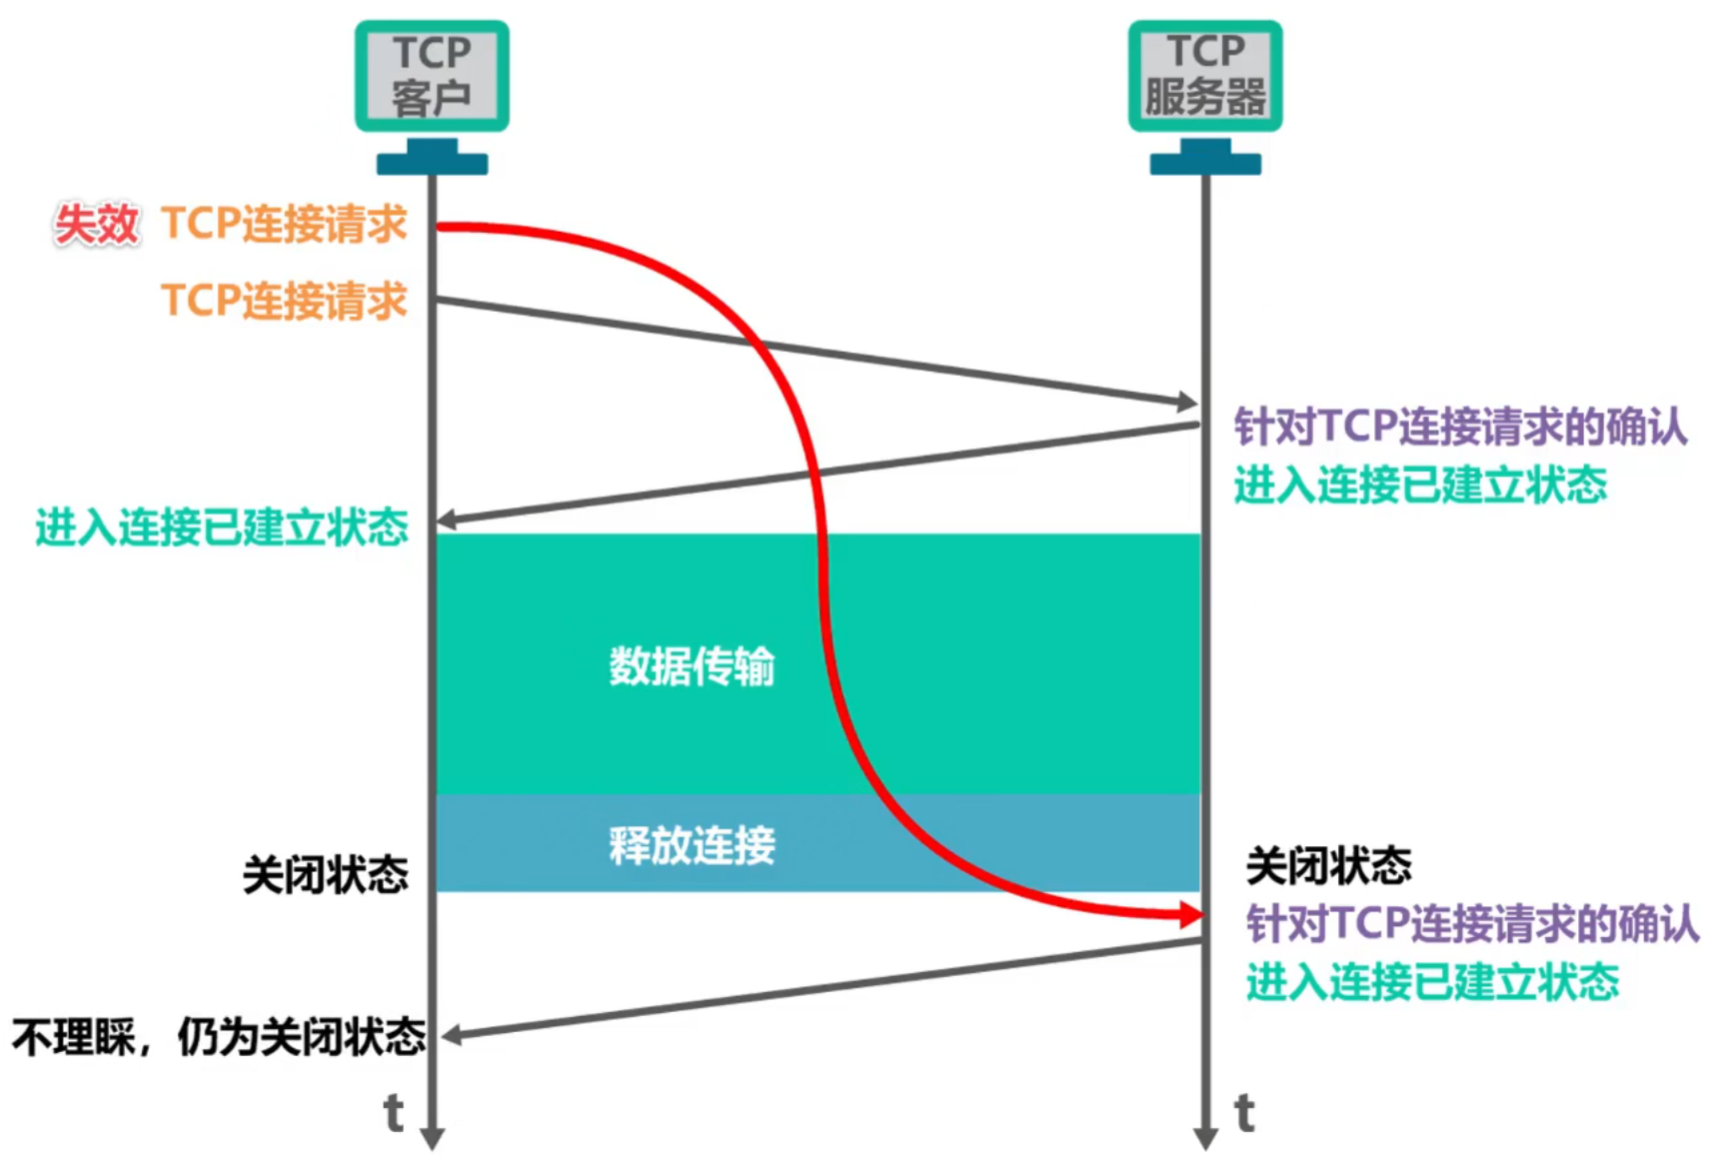 TCP
客户
TCP
服务器
失效 TCP连接请求
TCP连接请求
针对TCP连接请求的确认
进入连接已建立状态
进入连接已建立状态
数据传输
释放连接
关闭状态
关闭状态
针对TCP连接请求的确认
进入连接已建立状态
不理睬，仍为关闭状态
t
t